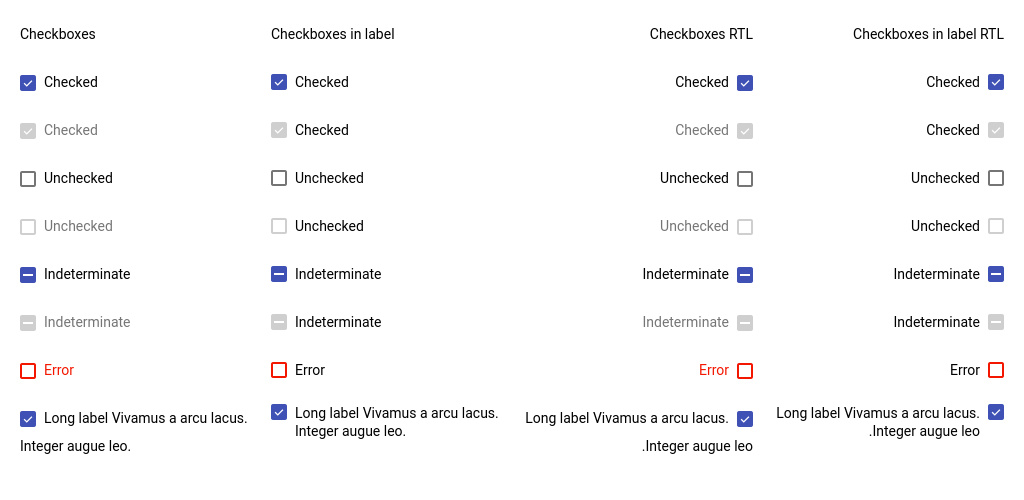 Checkboxes
Checked
Checked
Unchecked
Unchecked
Indeterminate
Indeterminate
Error
Long label Vivamus a arcu lacus.
Integer augue leo.
Checkboxes in label
Checked
Checked
Unchecked
Unchecked
Indeterminate
Indeterminate
Error
Long label Vivamus a arcu lacus.
Integer augue leo.
Checkboxes RTL
Checked
Checked
Unchecked
Unchecked
Indeterminate
Indeterminate
Error
Long label Vivamus a arcu lacus.
.Integer augue leo
Checkboxes in label RTL
Checked
Checked
Unchecked
Unchecked
Indeterminate
Indeterminate
Error
Long label Vivamus a arcu lacus.
.Integer augue leo